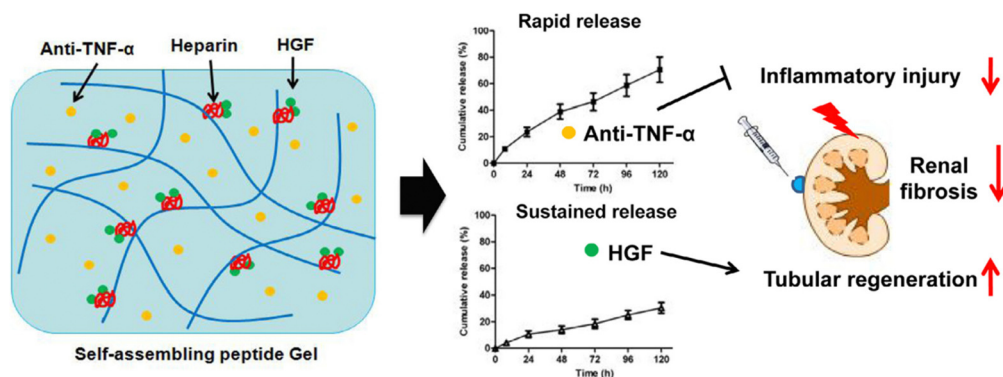 Anti-TNF-α
Heparin
HGF
Self-assembling peptide Gel
Rapid release
Cumulative release (%)
100
80
60
40
20
0
Anti-TNF-α
0 24 48 72 96 120
Time (h)
Sustained release
Cumulative release (%)
100
80
60
40
20
0
HGF
0 24 48 72 96 120
Time (h)
Inflammatory injury
Renal
fibrosis
Tubular regeneration